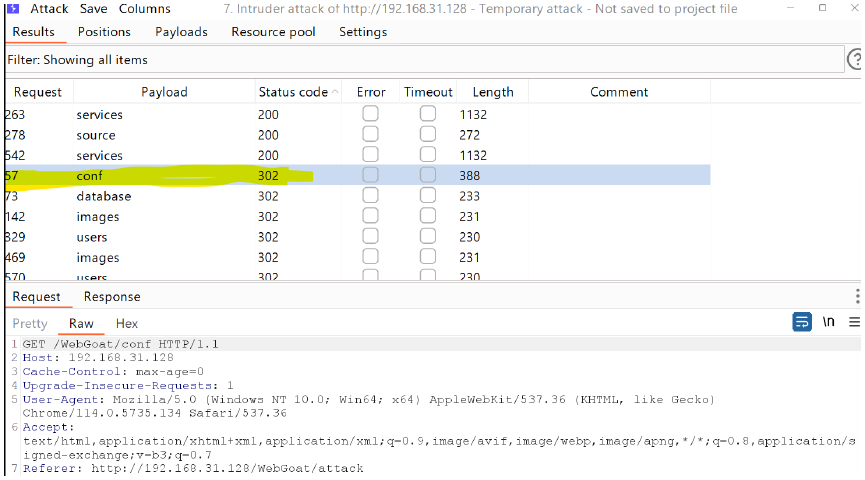 Attack Save Columns 7. Intruder attack of http://192.168.31.128 - Temporary attack - Not saved to project file
Results Positions Payloads Resource pool Settings
Filter: Showing all items
Request Payload Status code Error Timeout Length Comment
263 services 200 1132
278 source 200 272
542 services 200 1132
57 conf 302 388
73 database 302 233
142 images 302 231
329 users 302 230
469 images 302 231
570 users 302 230
Request Response
Pretty Raw Hex \n
1 GET /WebGoat/conf HTTP/1.1
2 Host: 192.168.31.128
3 Cache-Control: max-age=0
4 Upgrade-Insecure-Requests: 1
5 User-Agent: Mozilla/5.0 (Windows NT 10.0; Win64; x64) AppleWebKit/537.36 (KHTML, like Gecko)
Chrome/114.0.5735.134 Safari/537.36
6 Accept:
text/html,application/xhtml+xml,application/xml;q=0.9,image/avif,image/webp,image/apng,*/*;q=0.8,application/s
igned-exchange;v=b3;q=0.7
7 Referer: http://192.168.31.128/WebGoat/attack